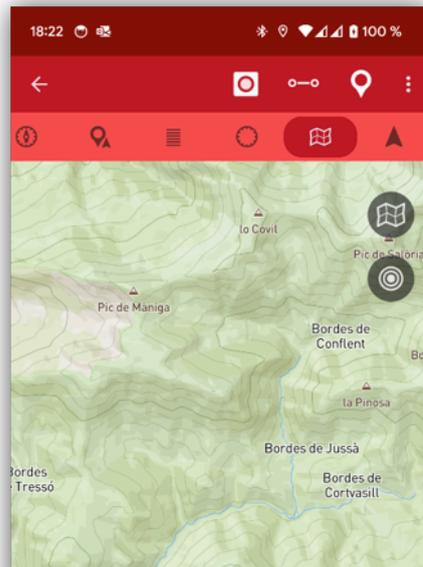 18:22
100 %
lo Covil
Pic de Salòria
Pic de Màniga
Bordes de
Conflent
Bo
la Pinosa
Bordes de Jussà
Bordes
Tressó
Bordes de
Cortvasill